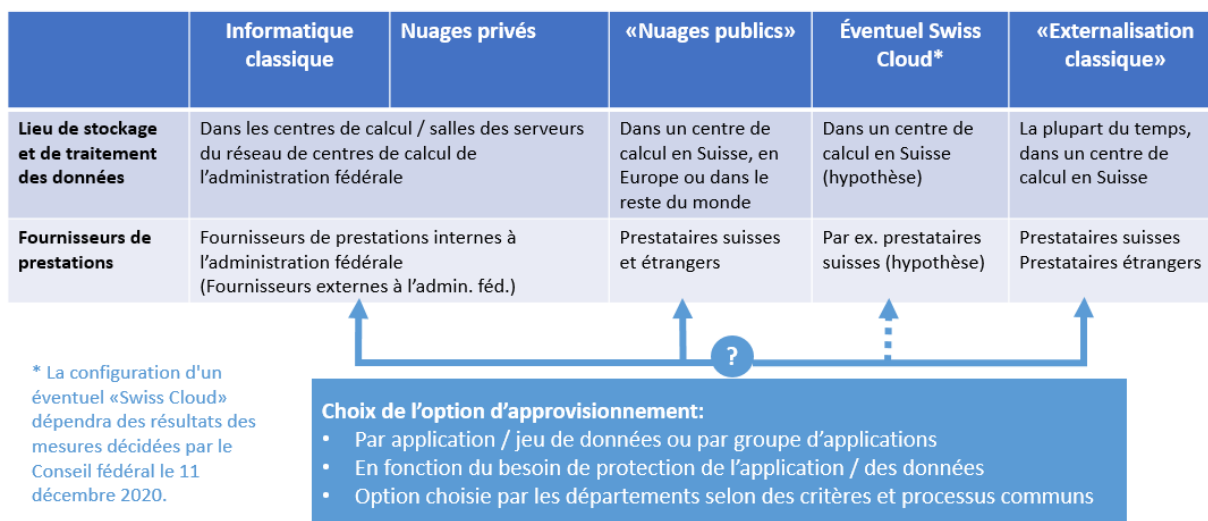 Informatique classique
Nuages privés
«Nuages publics»
Éventuel Swiss Cloud*
«Externalisation classique»
Lieu de stockage
et de traitement
des données
Dans les centres de calcul / salles des serveurs
du réseau de centres de calcul de
l’administration fédérale
Dans un centre de
calcul en Suisse, en
Europe ou dans le
reste du monde
Dans un centre de
calcul en Suisse
(hypothèse)
La plupart du temps,
dans un centre de
calcul en Suisse
Fournisseurs de
prestations
Fournisseurs de prestations internes à
l’administration fédérale
(Fournisseurs externes à l’admin. féd.)
Prestataires suisses
et étrangers
Par ex. prestataires
suisses (hypothèse)
Prestataires suisses
Prestataires étrangers
?
* La configuration d'un
éventuel «Swiss Cloud»
dépendra des résultats des
mesures décidées par le
Conseil fédéral le 11
décembre 2020.
Choix de l’option d’approvisionnement:
• Par application / jeu de données ou par groupe d’applications
• En fonction du besoin de protection de l’application / des données
• Option choisie par les départements selon des critères et processus communs